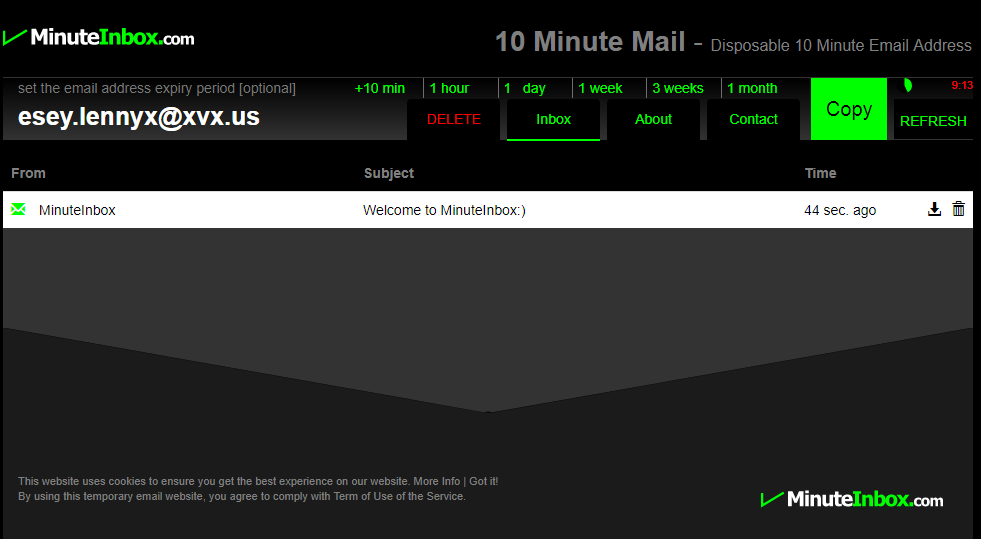 MinuteInbox.com
10 Minute Mail - Disposable 10 Minute Email Address
set the email address expiry period [optional] +10 min 1 hour 1 day 1 week 3 weeks 1 month
esey.lennyx@xvx.us
DELETE Inbox About Contact
Copy
9:13
REFRESH
From Subject Time
MinuteInbox Welcome to MinuteInbox:) 44 sec. ago
This website uses cookies to ensure you get the best experience on our website. More Info | Got it!
By using this temporary email website, you agree to comply with Term of Use of the Service.
MinuteInbox.com